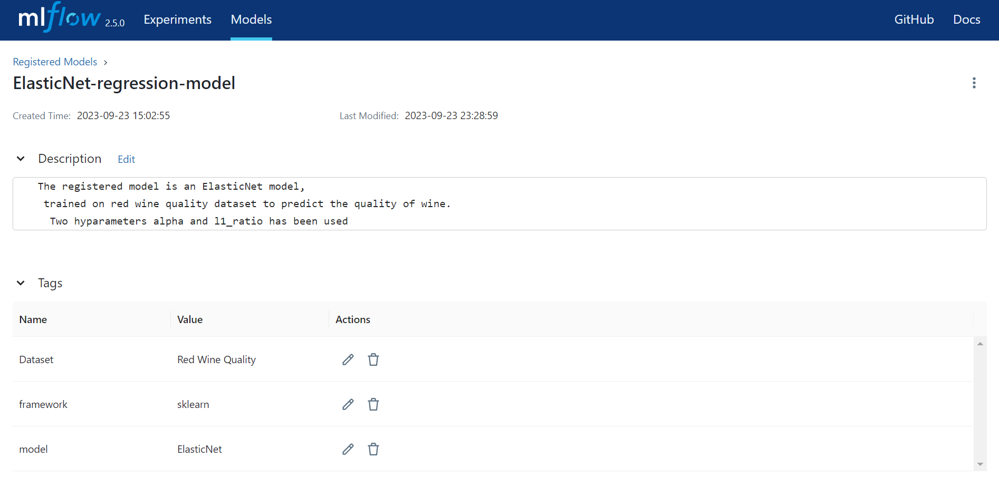 mlflow 2.5.0 Experiments Models GitHub Docs
Registered Models ›
ElasticNet-regression-model
Created Time: 2023-09-23 15:02:55 Last Modified: 2023-09-23 23:28:59
Description Edit
The registered model is an ElasticNet model,
trained on red wine quality dataset to predict the quality of wine.
Two hyparameters alpha and l1_ratio has been used
Tags
Name Value Actions
Dataset Red Wine Quality
framework sklearn
model ElasticNet